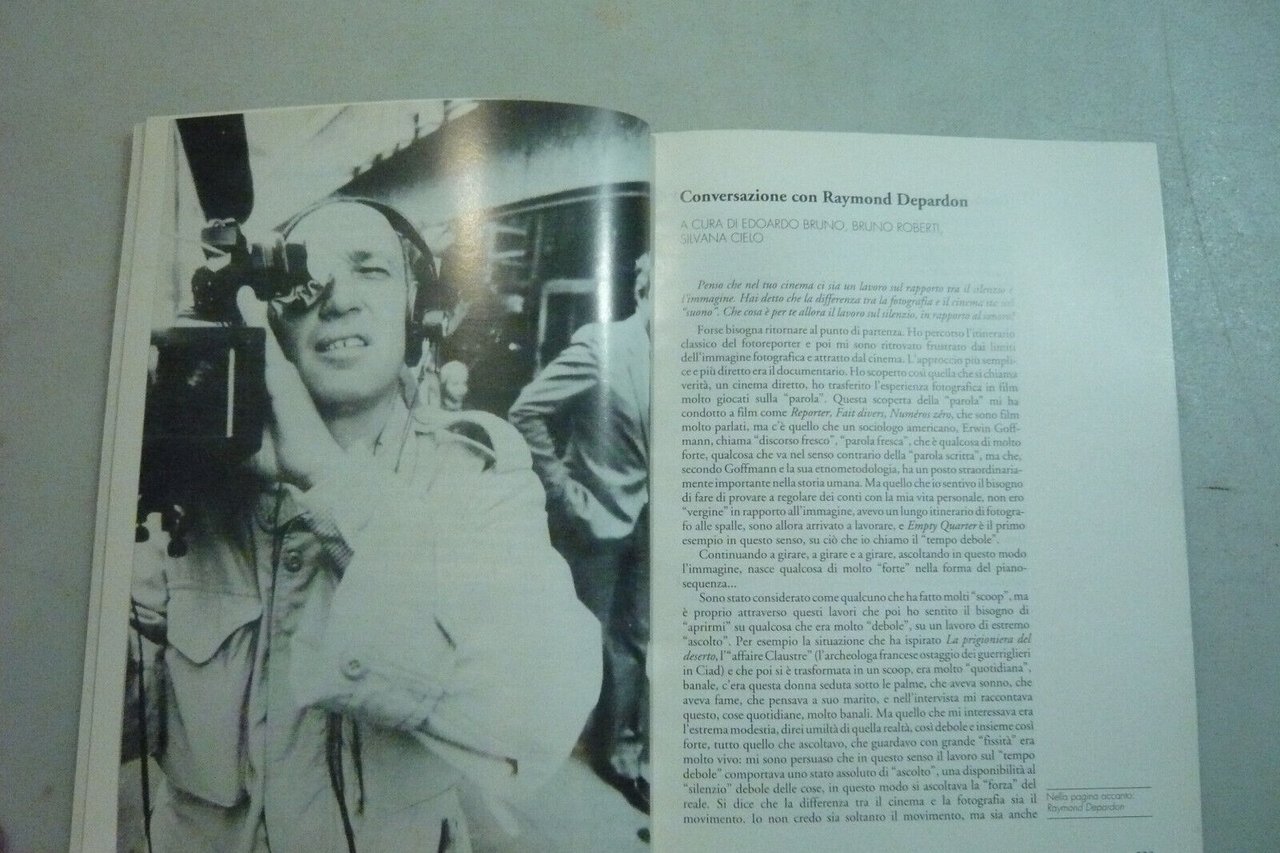 Conversazione con Raymond Depardon
A CURA DI EDOARDO BRUNO, BRUNO ROBERTI,
SILVANA CIELO
Penso che nel tuo cinema ci sia un lavoro sul rapporto tra il silenzio e
l'immagine. Hai detto che la differenza tra la fotografia e il cinema sta nel
"suono". Che cosa è per te allora il lavoro sul silenzio, in rapporto al sonoro?
Forse bisogna ritornare al punto di partenza. Ho percorso l'itinerario
classico del fotoreporter e poi mi sono ritrovato frustrato dai limiti
dell'immagine fotografica e attratto dal cinema. L'approccio più sempli-
ce e più diretto era il documentario. Ho scoperto così quella che si chiama
verità, un cinema diretto, ho trasferito l'esperienza fotografica in film
molto giocati sulla "parola". Questa scoperta della "parola" mi ha
condotto a film come Reporter, Fait divers, Numéros zéro, che sono film
molto parlati, ma c'è quello che un sociologo americano, Erwin Goff-
mann, chiama "discorso fresco", "parola fresca", che è qualcosa di molto
forte, qualcosa che va nel senso contrario della "parola scritta", ma che,
secondo Goffmann e la sua etnometodologia, ha un posto straordinaria-
mente importante nella storia umana. Ma quello che io sentivo il bisogno
di fare di provare a regolare dei conti con la mia vita personale, non ero
"vergine" in rapporto all'immagine, avevo un lungo itinerario di fotogra-
fo alle spalle, sono allora arrivato a lavorare, e Empty Quarter è il primo
esempio in questo senso, su ciò che io chiamo il "tempo debole".
Continuando a girare, a girare e a girare, ascoltando in questo modo
l'immagine, nasce qualcosa di molto "forte" nella forma del piano-
sequenza...
Sono stato considerato come qualcuno che ha fatto molti "scoop", ma
è proprio attraverso questi lavori che poi ho sentito il bisogno di
"aprirmi" su qualcosa che era molto "debole", su un lavoro di estremo
"ascolto". Per esempio la situazione che ha ispirato La prigioniera del
deserto, l'"affaire Claustre" (l'archeologa francese ostaggio dei guerriglieri
in Ciad) e che poi si è trasformata in uno scoop, era molto "quotidiana",
banale, c'era questa donna seduta sotto le palme, che aveva sonno, che
aveva fame, che pensava a suo marito, e nell'intervista mi raccontava
questo, cose quotidiane, molto banali. Ma quello che mi interessava era
l'estrema modestia, direi umiltà di quella realtà, così debole e insieme così
forte, tutto quello che ascoltavo, che guardavo con grande "fissità" era
molto vivo: mi sono persuaso che in questo senso il lavoro sul "tempo
debole" comportava uno stato assoluto di "ascolto", una disponibilità al
"silenzio" debole delle cose, in questo modo si ascoltava la "forza" del
reale. Si dice che la differenza tra il cinema e la fotografia sia il
movimento. Io non credo sia soltanto il movimento, ma sia anche
Nella pagina accanto:
Raymond Depardon